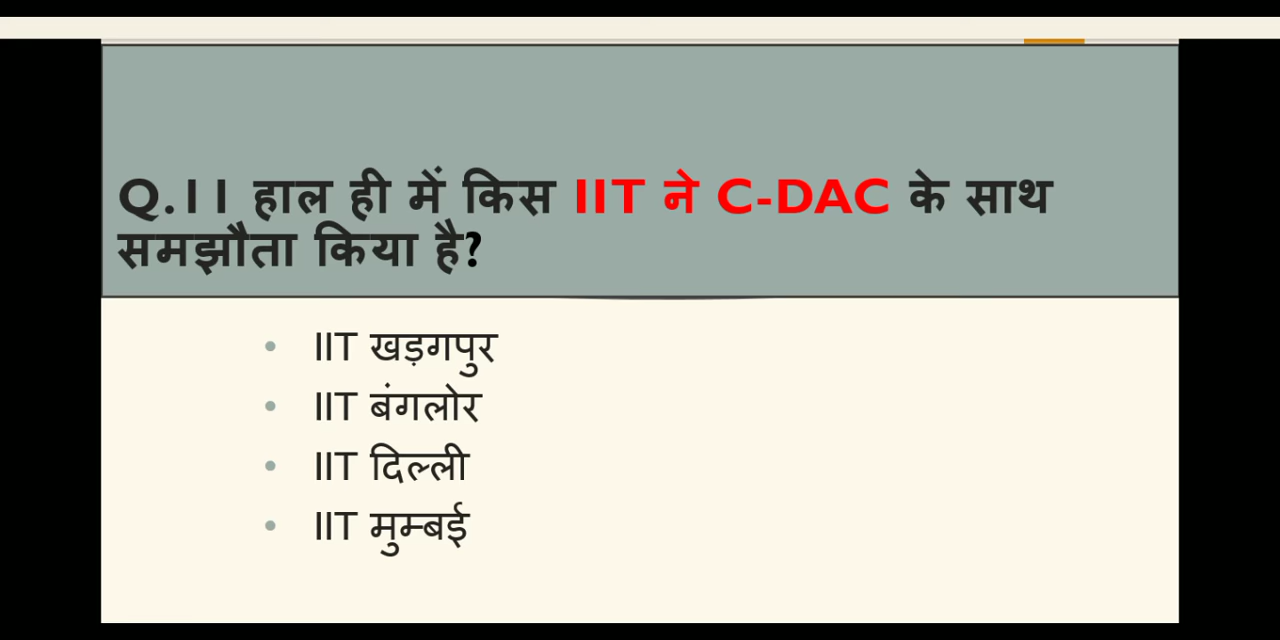 Q.11 हाल ही में किस IIT ने C-DAC के साथ
समझौता किया है?
• IIT खड़गपुर
• IIT बंगलोर
• IIT दिल्ली
• IIT मुम्बई